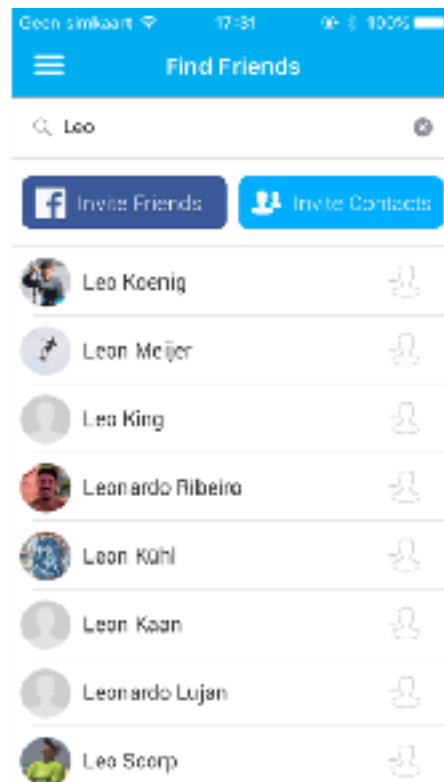 Geen simkaart 17:31 100%
Find Friends
Leo
f Invite Friends Invite Contacts
Leo Koenig
Leon Meijer
Leo King
Leonardo Ribeiro
Leon Kühl
Leon Kaan
Leonardo Lujan
Leo Scorp